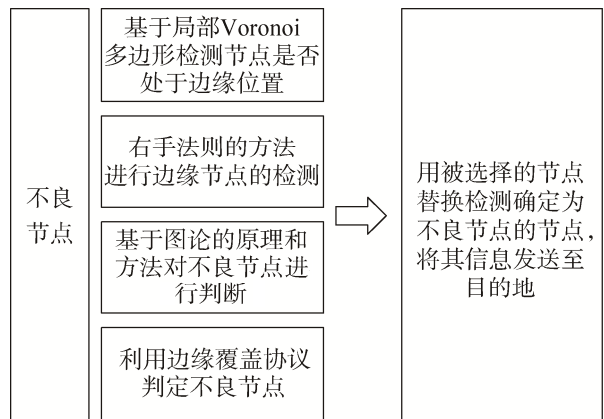 不良
节点
基于局部Voronoi
多边形检测节点是否
处于边缘位置
右手法则的方法
进行边缘节点的检测
基于图论的原理和
方法对不良节点进
行判断
利用边缘覆盖协议
判定不良节点
用被选择的节点
替换检测确定为
不良节点的节点，
将其信息发送至
目的地